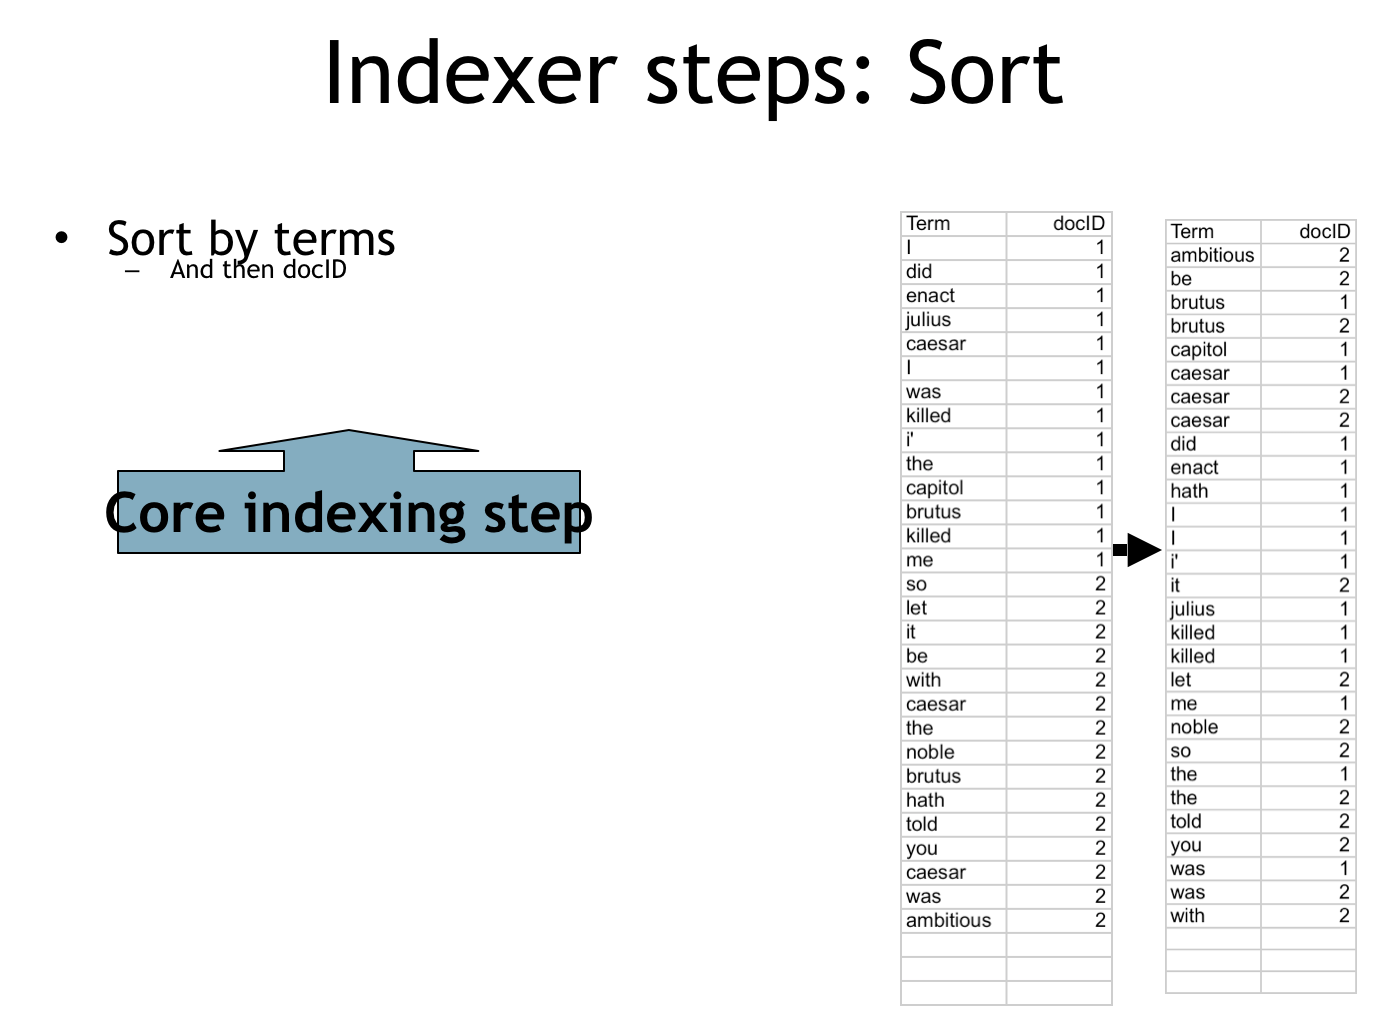 Indexer steps: Sort
• Sort by terms
– And then docID
Core indexing step
Term docID
I 1
did 1
enact 1
julius 1
caesar 1
I 1
was 1
killed 1
i' 1
the 1
capitol 1
brutus 1
killed 1
me 1
so 2
let 2
it 2
be 2
with 2
caesar 2
the 2
noble 2
brutus 2
hath 2
told 2
you 2
caesar 2
was 2
ambitious 2
Term docID
ambitious 2
be 2
brutus 1
brutus 2
capitol 1
caesar 1
caesar 2
caesar 2
did 1
enact 1
hath 1
I 1
I 1
i' 1
it 2
julius 1
killed 1
killed 1
let 2
me 1
noble 2
so 2
the 1
the 2
told 2
you 2
was 1
was 2
with 2